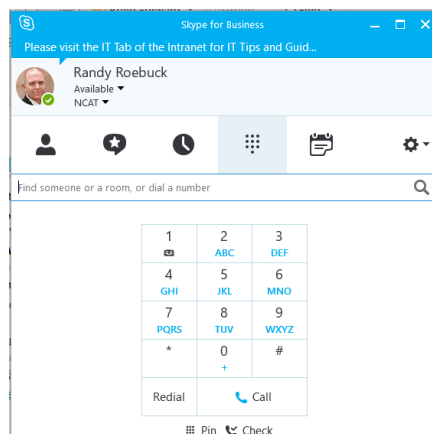 Skype for Business
Please visit the IT Tab of the Intranet for IT Tips and Guid...
Randy Roebuck
Available
NCAT
Find someone or a room, or dial a number
1 2 3
ABC DEF
4 5 6
GHI JKL MNO
7 8 9
PQRS TUV WXYZ
* 0 #
+
Redial Call
Pin Check